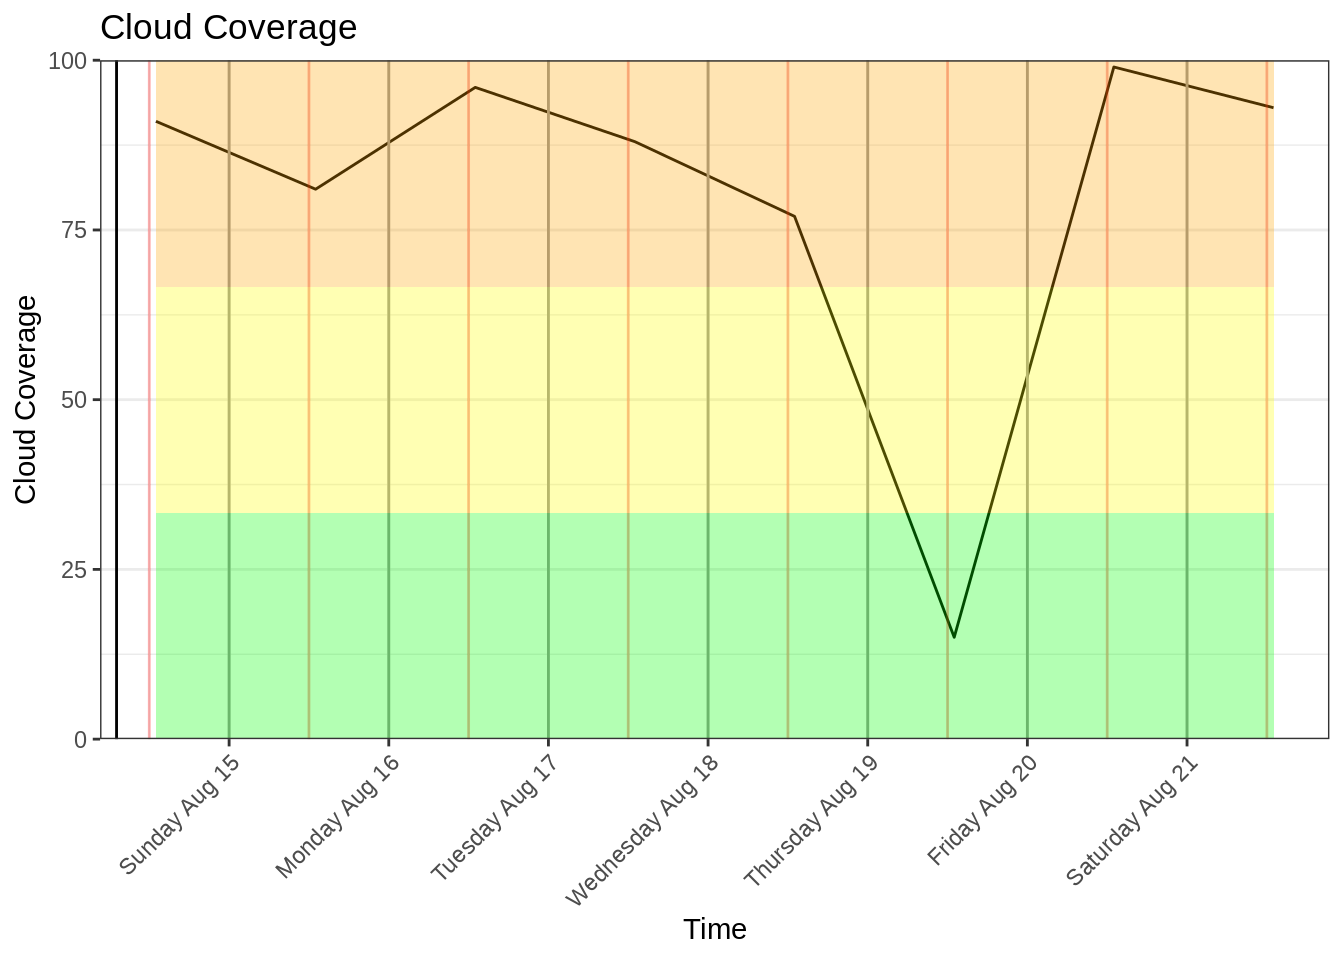 Cloud Coverage
100
75
50
25
0
Cloud Coverage
Sunday Aug 15
Monday Aug 16
Tuesday Aug 17
Wednesday Aug 18
Thursday Aug 19
Friday Aug 20
Saturday Aug 21
Time